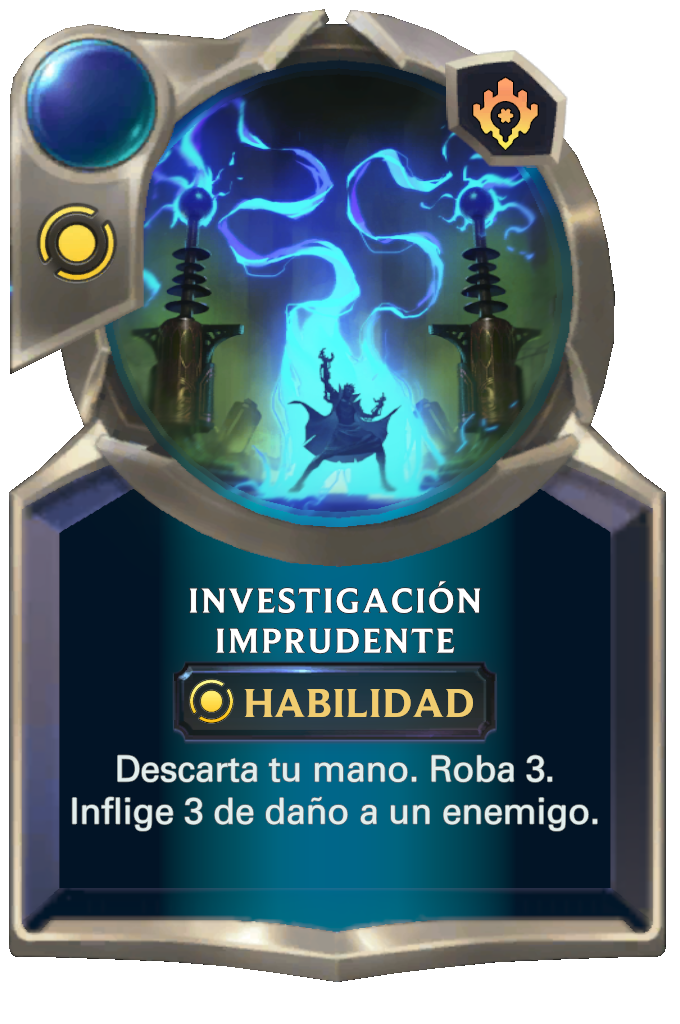 INVESTIGACIÓN
IMPRUDENTE
HABILIDAD
Descarta tu mano. Roba 3.
Inflige 3 de daño a un enemigo.